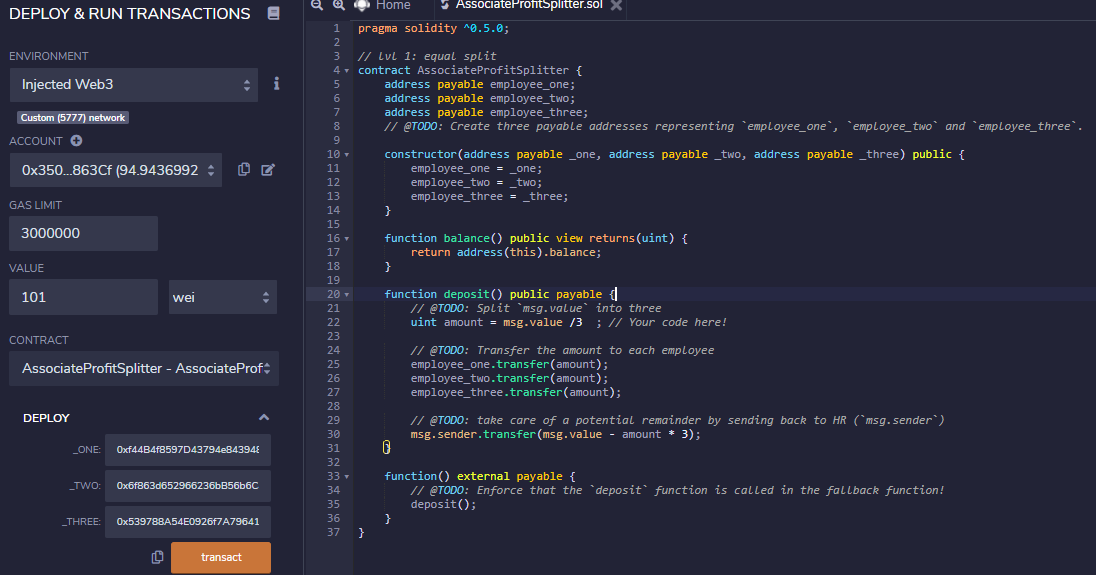 DEPLOY & RUN TRANSACTIONS
ENVIRONMENT
Injected Web3
Custom (5777) network
ACCOUNT
0x350...863Cf (94.9436992
GAS LIMIT
3000000
VALUE
101
wei
CONTRACT
AssociateProfitSplitter - AssociateProf
DEPLOY
_ONE: 0xf44B4f8597D43794eB4394
_TWO: 0x6f863d652966236bB56b6C
_THREE: 0x539788A54E0926f7A79641
transact
Home
AssociateProfitSplitter.sol
1 pragma solidity ^0.5.0;
2
3 // lvl 1: equal split
4 contract AssociateProfitSplitter {
5     address payable employee_one;
6     address payable employee_two;
7     address payable employee_three;
8     // @TODO: Create three payable addresses representing `employee_one`, `employee_two` and `employee_three`.
9
10     constructor(address payable _one, address payable _two, address payable _three) public {
11         employee_one = _one;
12         employee_two = _two;
13         employee_three = _three;
14     }
15
16     function balance() public view returns(uint) {
17         return address(this).balance;
18     }
19
20     function deposit() public payable {
21         // @TODO: Split `msg.value` into three
22         uint amount = msg.value /3  ; // Your code here!
23
24         // @TODO: Transfer the amount to each employee
25         employee_one.transfer(amount);
26         employee_two.transfer(amount);
27         employee_three.transfer(amount);
28
29         // @TODO: take care of a potential remainder by sending back to HR (`msg.sender`)
30         msg.sender.transfer(msg.value - amount * 3);
31     }
32
33     function() external payable {
34         // @TODO: Enforce that the `deposit` function is called in the fallback function!
35         deposit();
36     }
37 }